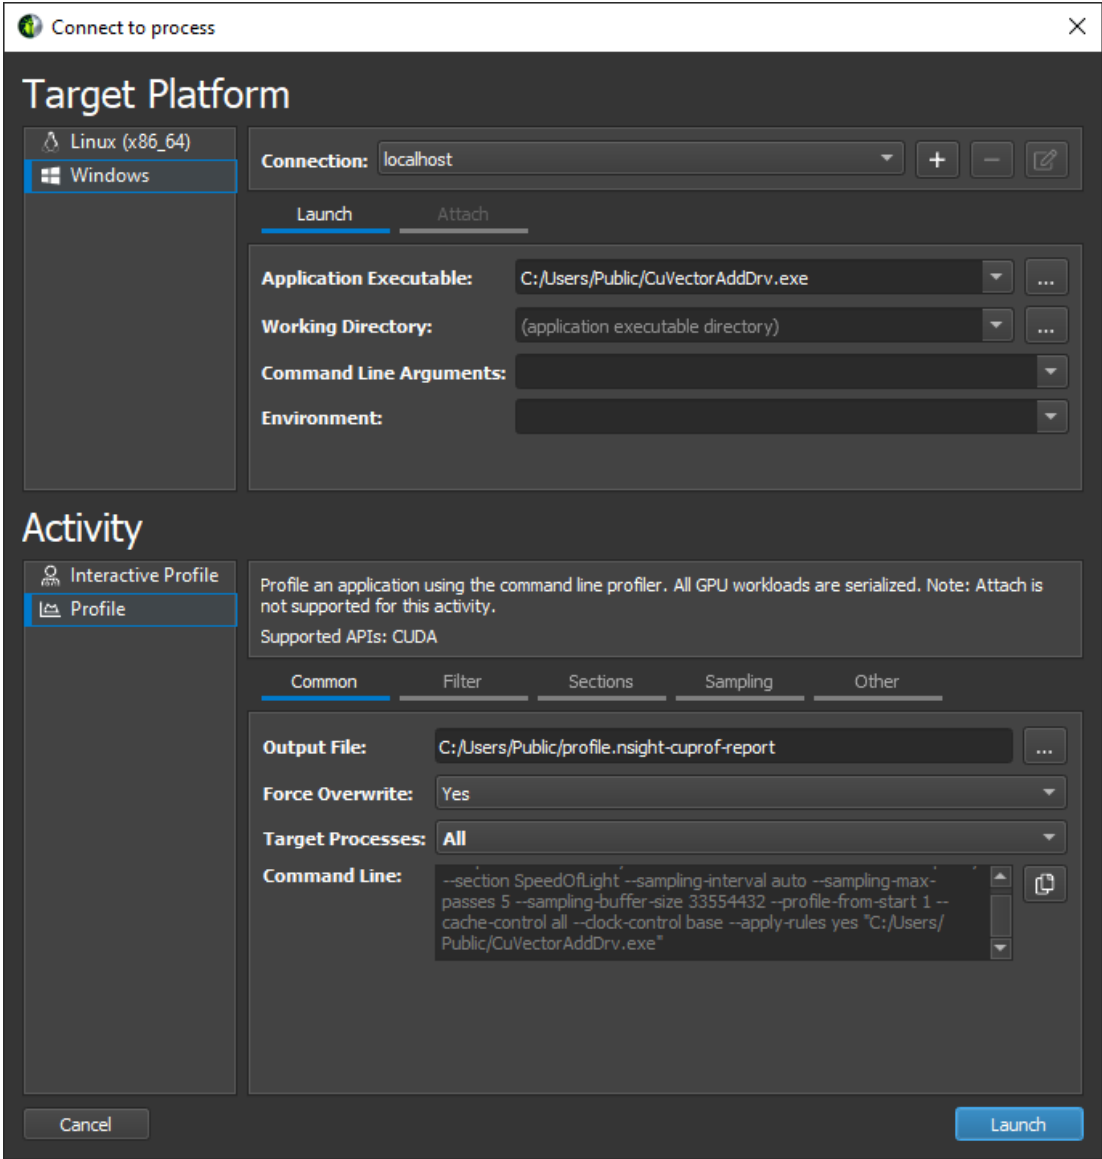 Connect to process
Target Platform
Linux (x86_64)
Windows
Connection: localhost
Launch Attach
Application Executable: C:/Users/Public/CuVectorAddDrv.exe ...
Working Directory: (application executable directory) ...
Command Line Arguments:
Environment:
Activity
Interactive Profile
Profile
Profile an application using the command line profiler. All GPU workloads are serialized. Note: Attach is
not supported for this activity.
Supported APIs: CUDA
Common Filter Sections Sampling Other
Output File: C:/Users/Public/profile.nsight-cuprof-report ...
Force Overwrite: Yes
Target Processes: All
Command Line:
--section SpeedOfLight --sampling-interval auto --sampling-max-
passes 5 --sampling-buffer-size 33554432 --profile-from-start 1 --
cache-control all --clock-control base --apply-rules yes "C:/Users/
Public/CuVectorAddDrv.exe"
Cancel Launch